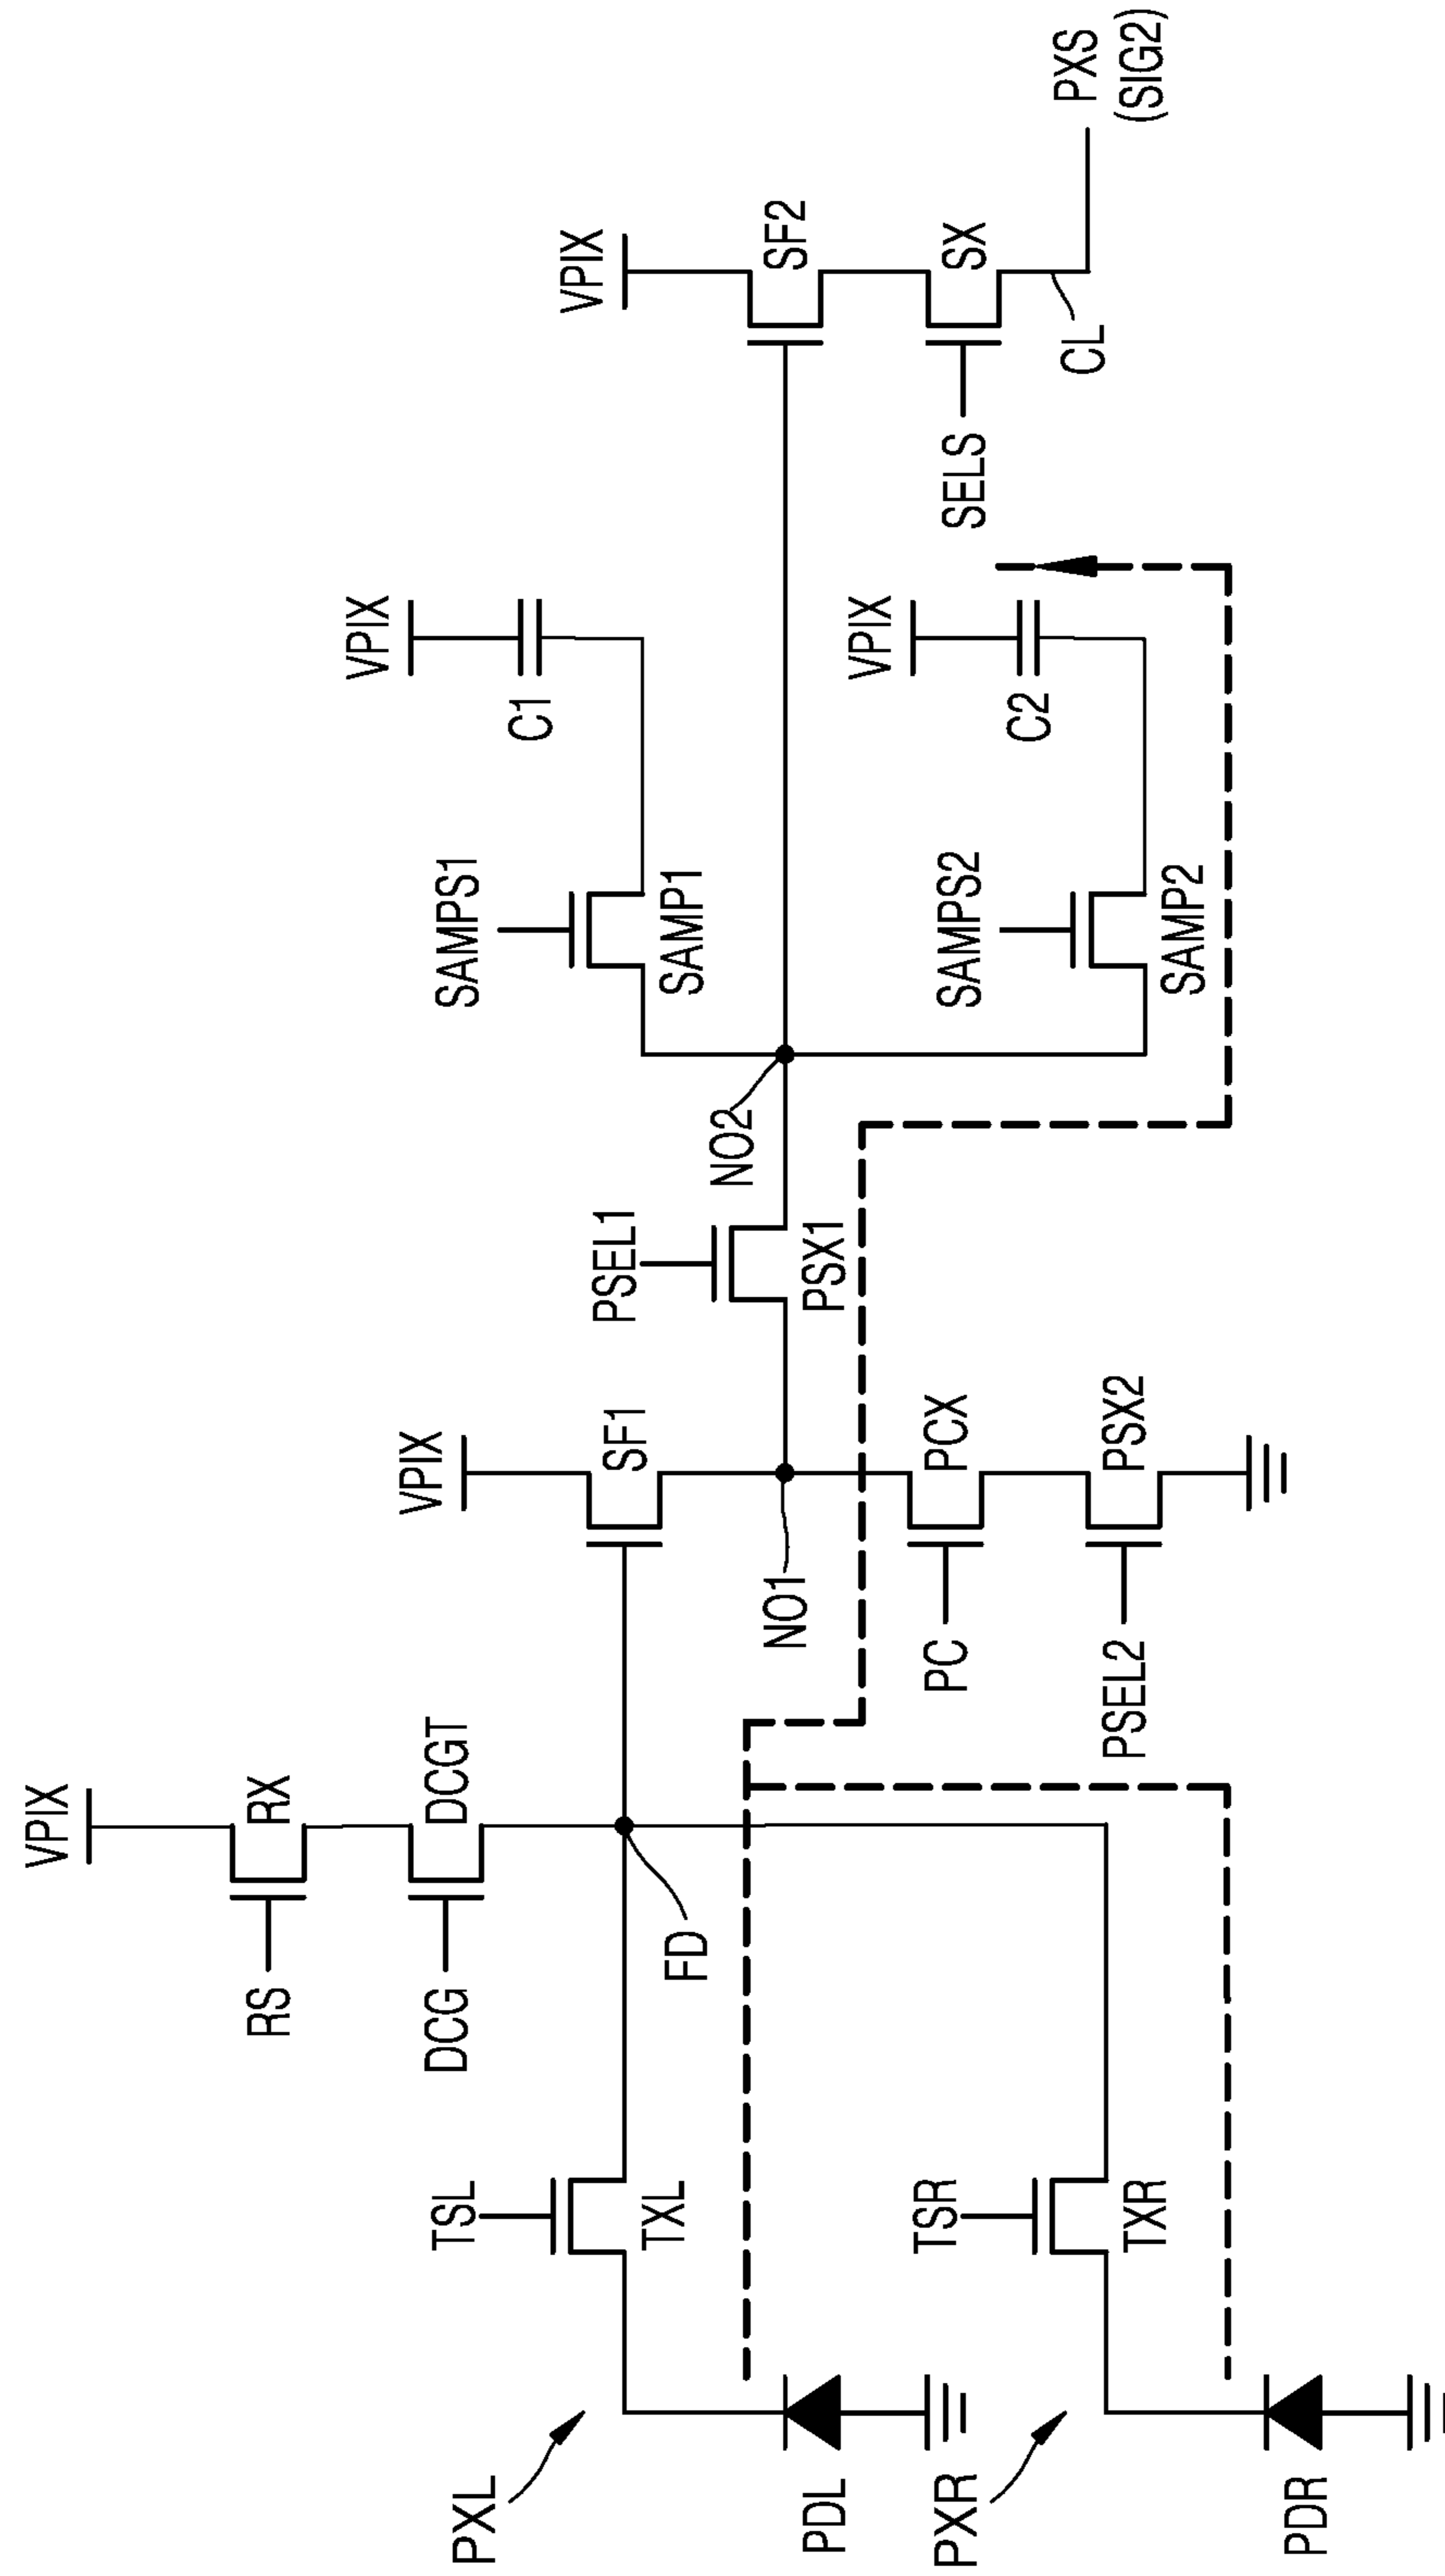 VPIX
RX
RS
DCGT
DCG
FD
TSL
TXL
PXL
PDL
TSR
TXR
PXR
PDR
VPIX
SF1
NO1
PCX
PC
PSX2
PSEL2
PSEL1
PSX1
NO2
VPIX
C1
SAMPS1
SAMP1
VPIX
C2
SAMPS2
SAMP2
VPIX
SF2
SX
SELS
CL
PXS
(SIG2)